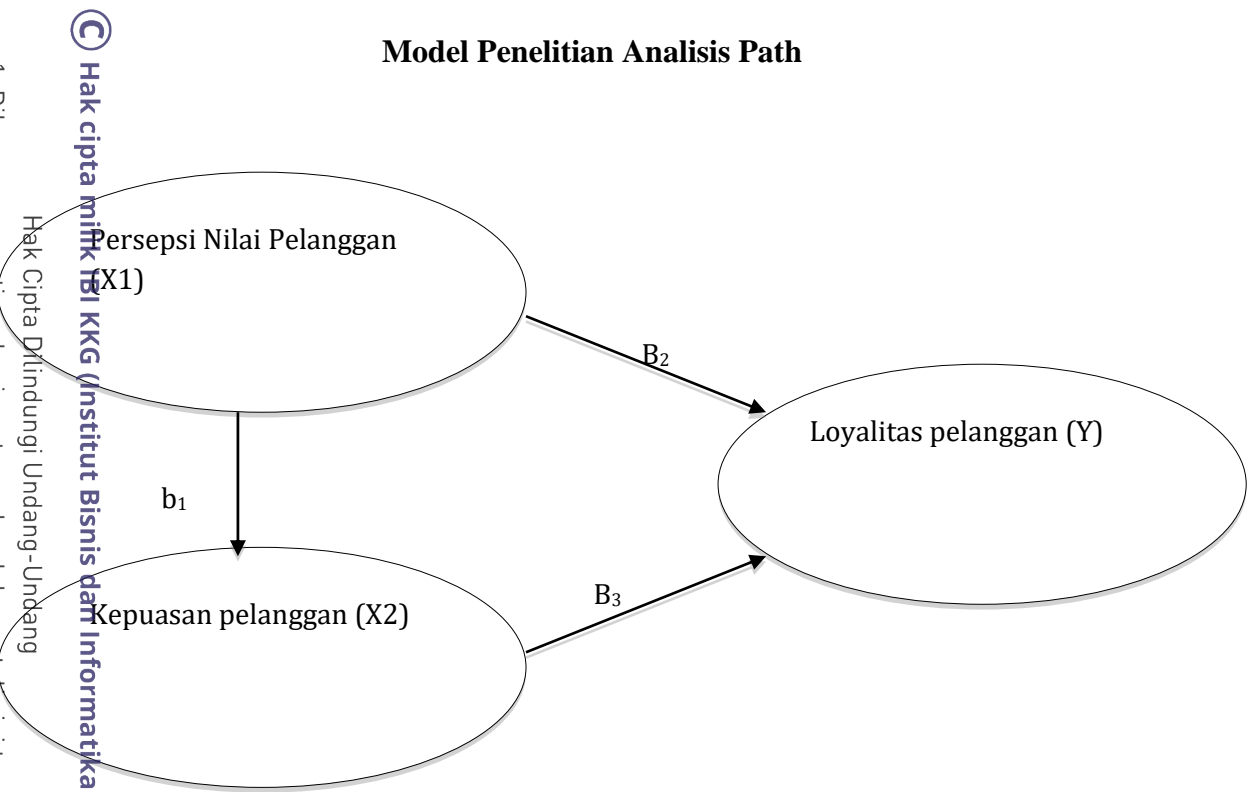 Model Penelitian Analisis Path
Persepsi Nilai Pelanggan
(X1)
B₂
Loyalitas pelanggan (Y)
b₁
B₃
Kepuasan pelanggan (X2)
© Hak cipta milik IBI KKG (Institut Bisnis dan Informatika
Hak Cipta Dilindungi Undang-Undang